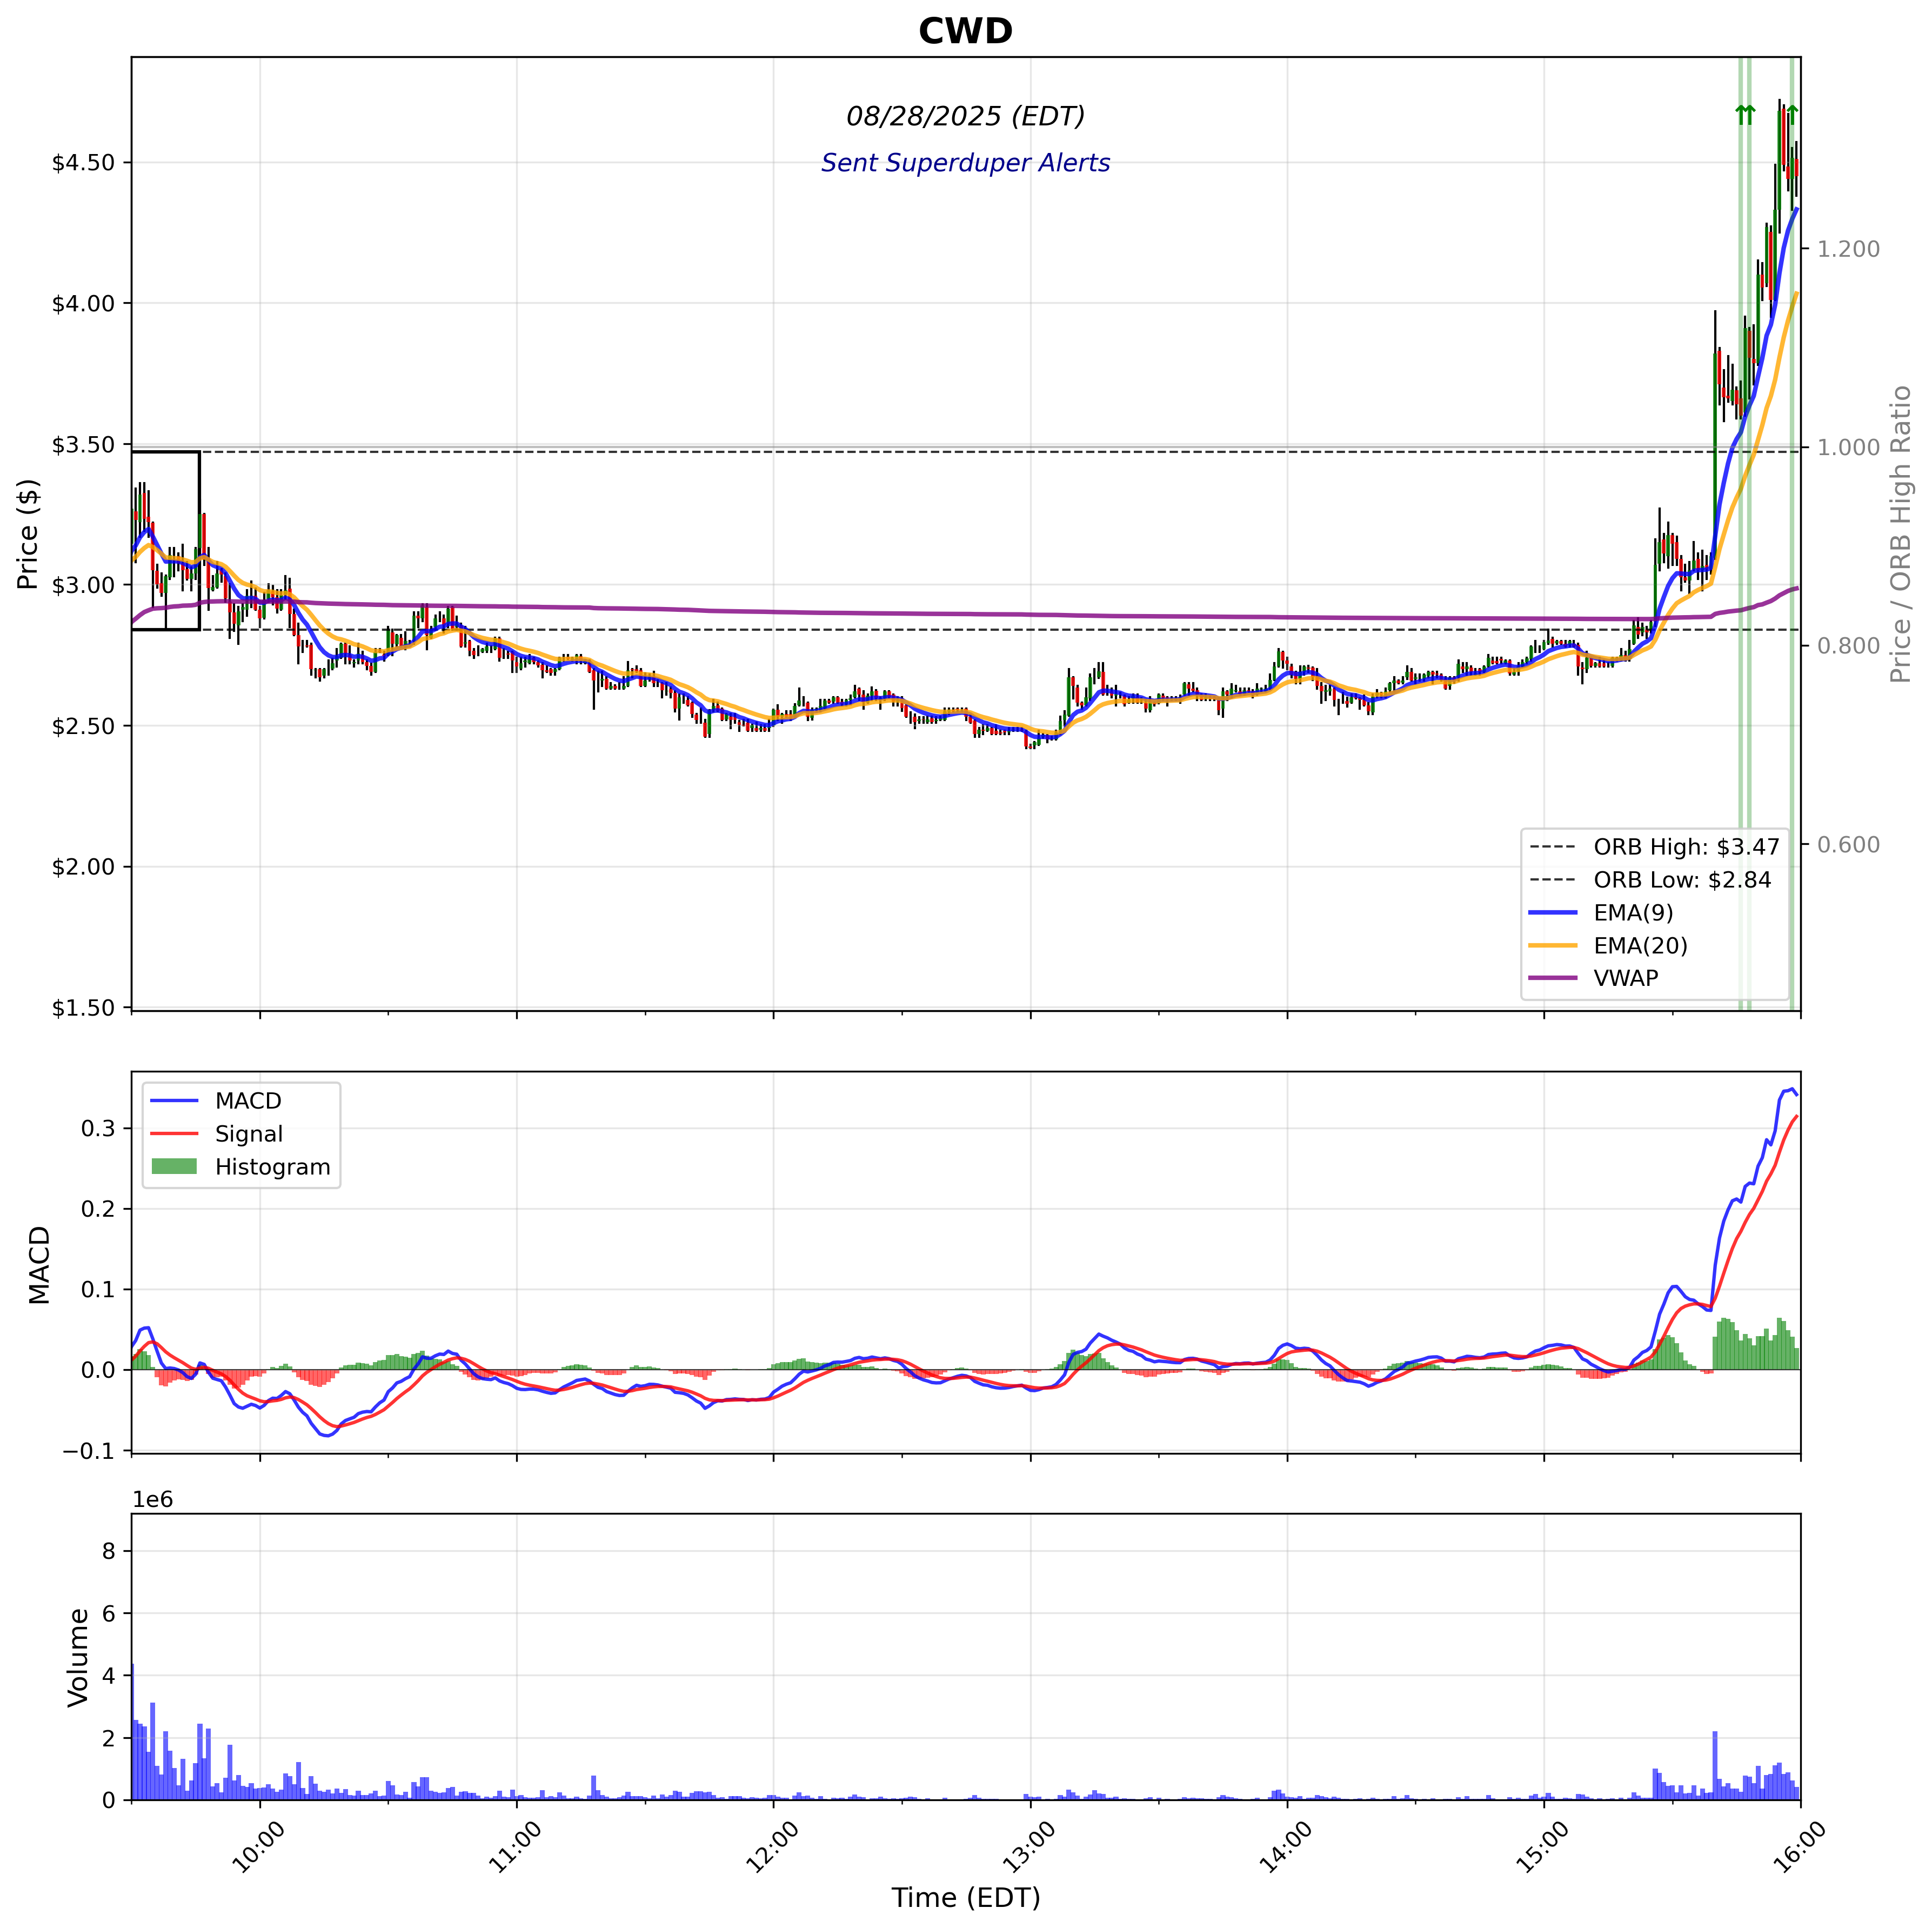 CWD
08/28/2025 (EDT)
Sent Superduper Alerts
Price ($)
$4.50
$4.00
$3.50
$3.00
$2.50
$2.00
$1.50
1.200
1.000
0.800
0.600
Price / ORB High Ratio
ORB High: $3.47
ORB Low: $2.84
EMA(9)
EMA(20)
VWAP
MACD
0.3
0.2
0.1
0.0
−0.1
MACD
Signal
Histogram
1e6
Volume
8
6
4
2
0
10:00
11:00
12:00
13:00
14:00
15:00
16:00
Time (EDT)